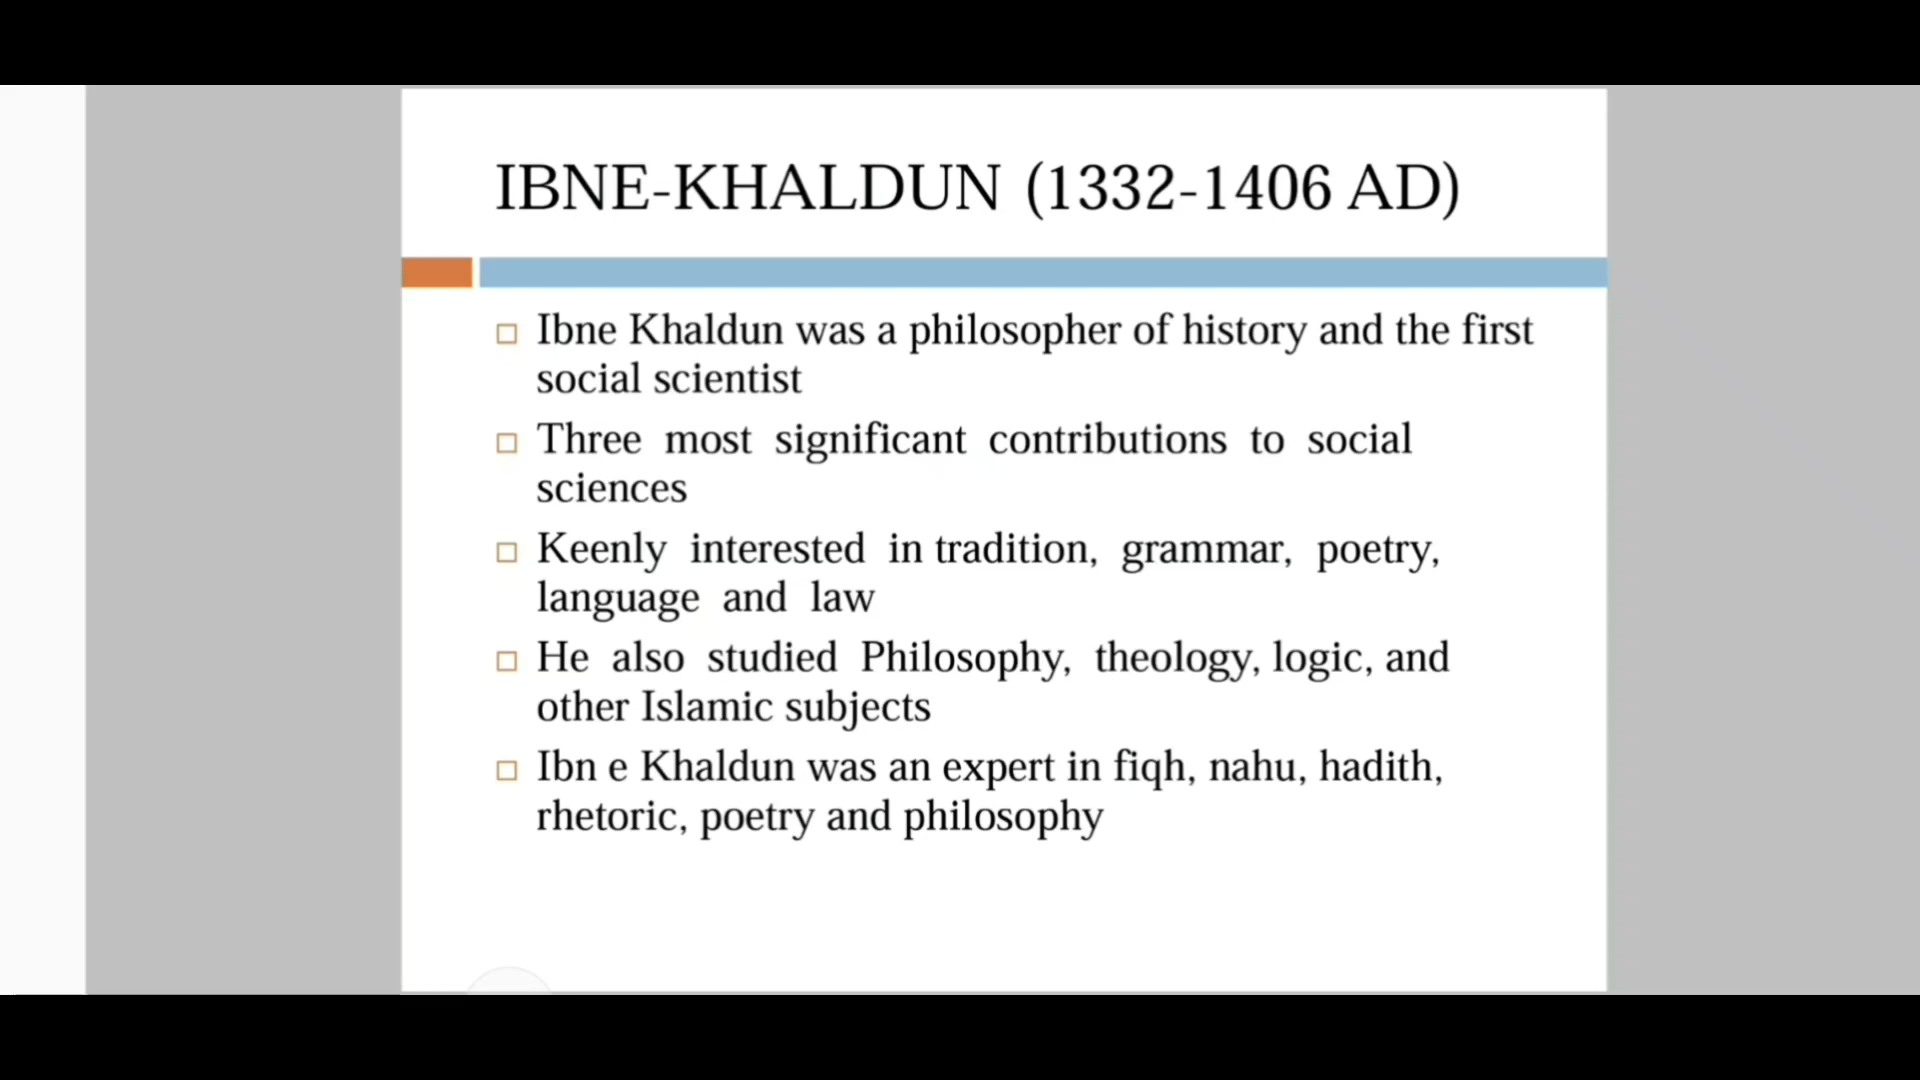 IBNE-KHALDUN (1332-1406 AD)
Ibne Khaldun was a philosopher of history and the first
social scientist
Three most significant contributions to social
sciences
Keenly interested in tradition, grammar, poetry,
language and law
He also studied Philosophy, theology, logic, and
other Islamic subjects
Ibn e Khaldun was an expert in fiqh, nahu, hadith,
rhetoric, poetry and philosophy